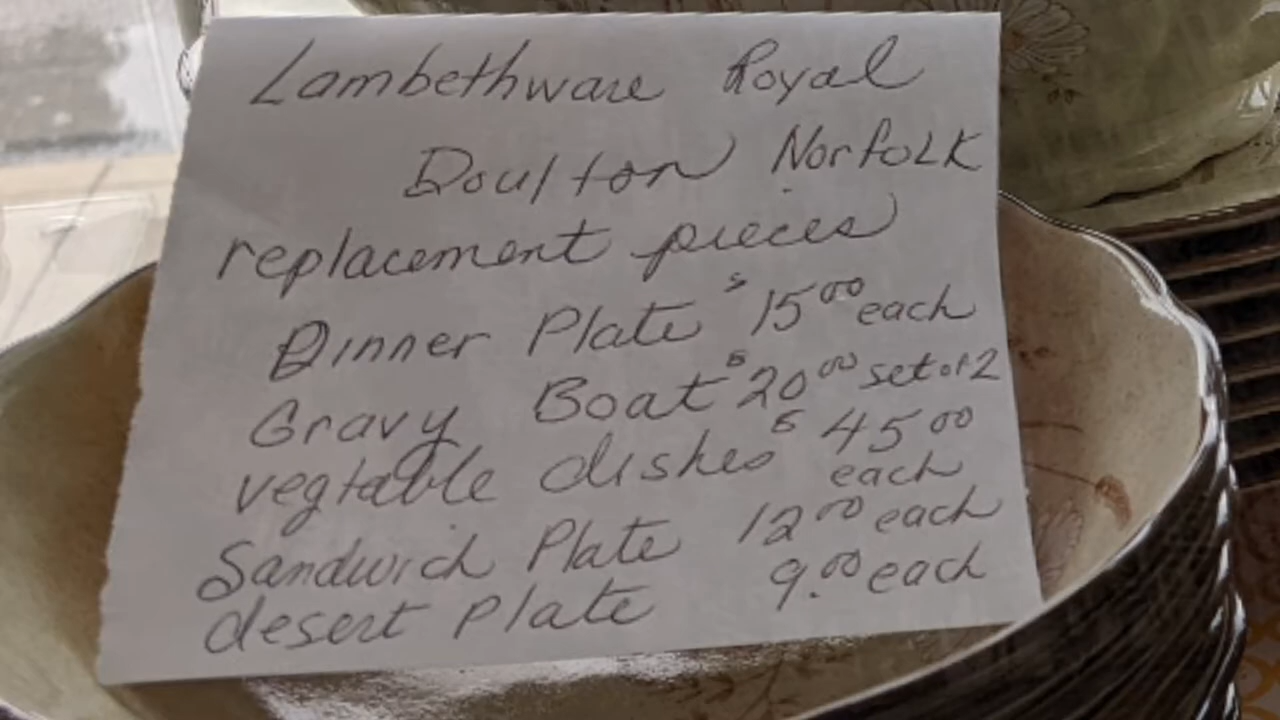 Lambethware Royal
Doulton Norfolk
replacement pieces
Dinner Plate $15.00 each
Gravy Boat $20.00 set of 2
vegtable dishes $45.00
each
Sandwich Plate 12.00 each
desert plate 9.00 each